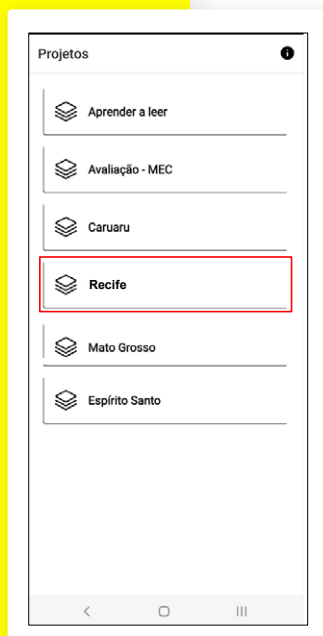 Projetos
Aprender a leer
Avaliação - MEC
Caruaru
Recife
Mato Grosso
Espírito Santo